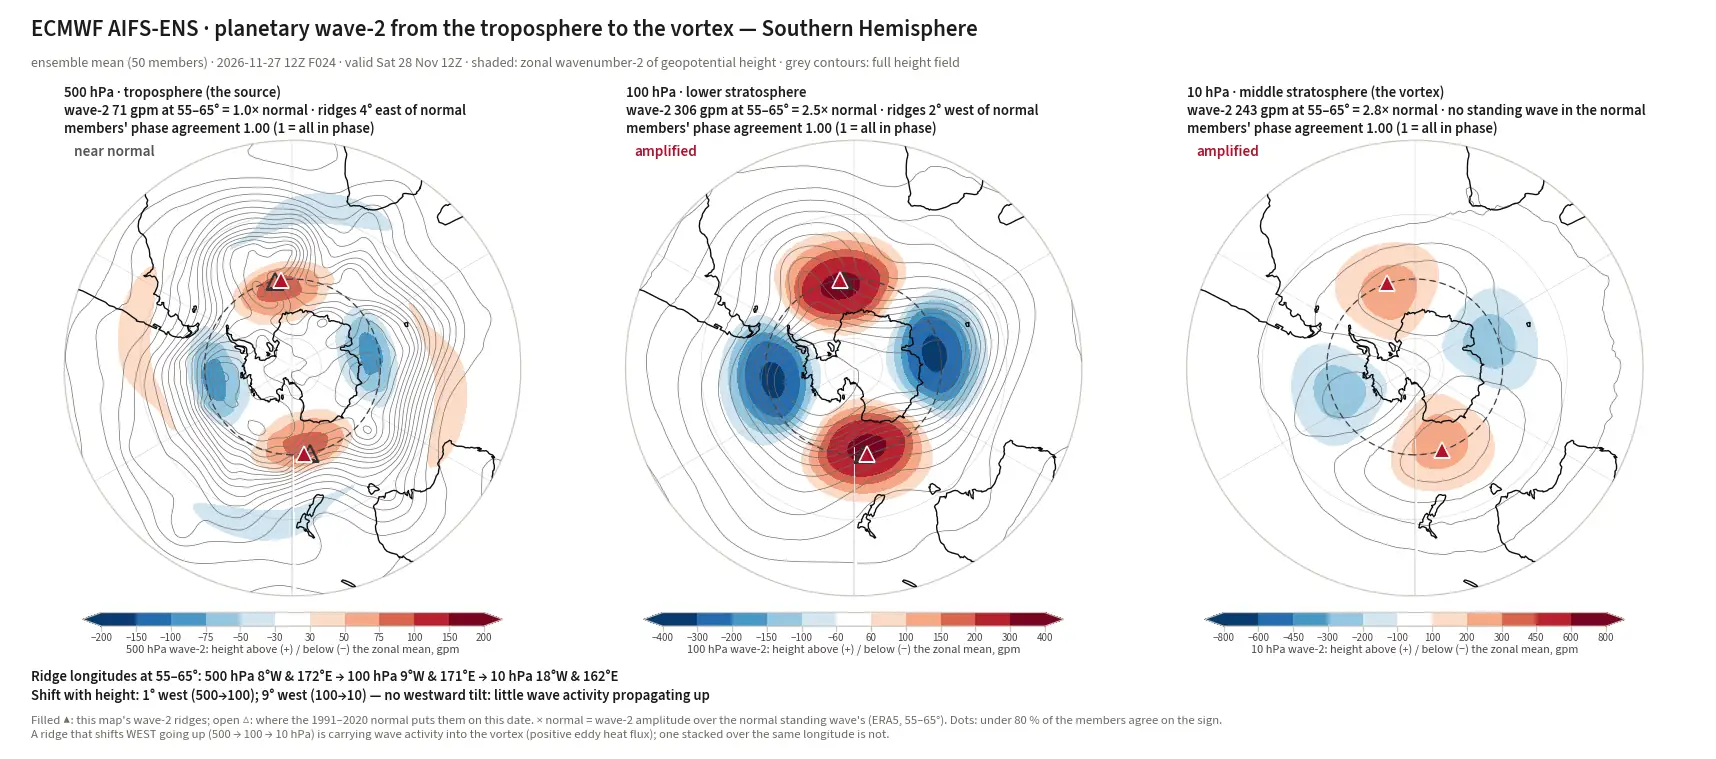 ECMWF AIFS-ENS · planetary wave-2 from the troposphere to the vortex — Southern Hemisphere
ensemble mean (50 members) · 2026-11-27 12Z F024 · valid Sat 28 Nov 12Z · shaded: zonal wavenumber-2 of geopotential height · grey contours: full height field
500 hPa · troposphere (the source)
wave-2 71 gpm at 55–65° = 1.0× normal · ridges 4° east of normal
members' phase agreement 1.00 (1 = all in phase)
near normal
100 hPa · lower stratosphere
wave-2 306 gpm at 55–65° = 2.5× normal · ridges 2° west of normal
members' phase agreement 1.00 (1 = all in phase)
amplified
10 hPa · middle stratosphere (the vortex)
wave-2 243 gpm at 55–65° = 2.8× normal · no standing wave in the normal
members' phase agreement 1.00 (1 = all in phase)
amplified
−200 −150 −100 −75 −50 −30 30 50 75 100 150 200
500 hPa wave-2: height above (+) / below (−) the zonal mean, gpm
−400 −300 −200 −150 −100 −60 60 100 150 200 300 400
100 hPa wave-2: height above (+) / below (−) the zonal mean, gpm
−800 −600 −450 −300 −200 −100 100 200 300 450 600 800
10 hPa wave-2: height above (+) / below (−) the zonal mean, gpm
Ridge longitudes at 55–65°: 500 hPa 8°W & 172°E → 100 hPa 9°W & 171°E → 10 hPa 18°W & 162°E
Shift with height: 1° west (500→100); 9° west (100→10) — no westward tilt: little wave activity propagating up
Filled ▲: this map's wave-2 ridges; open △: where the 1991–2020 normal puts them on this date. × normal = wave-2 amplitude over the normal standing wave's (ERA5, 55–65°). Dots: under 80 % of the members agree on the sign.
A ridge that shifts WEST going up (500 → 100 → 10 hPa) is carrying wave activity into the vortex (positive eddy heat flux); one stacked over the same longitude is not.